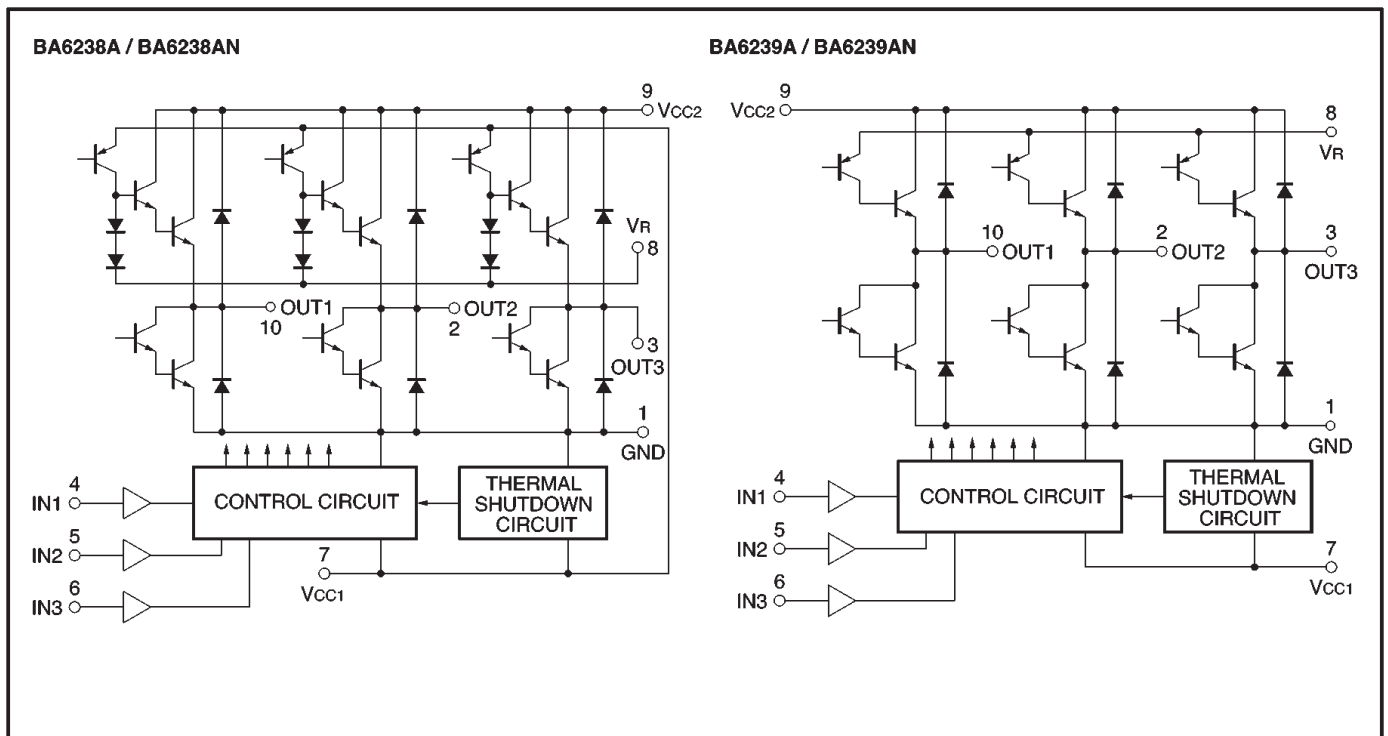 BA6238A / BA6238AN
9
VCC2
VR
8
OUT1
10
OUT2
2
3
OUT3
1
GND
4
IN1
5
IN2
6
IN3
CONTROL CIRCUIT
THERMAL
SHUTDOWN
CIRCUIT
7
VCC1
BA6239A / BA6239AN
9
VCC2
8
VR
10
OUT1
2
OUT2
3
OUT3
1
GND
4
IN1
5
IN2
6
IN3
CONTROL CIRCUIT
THERMAL
SHUTDOWN
CIRCUIT
7
VCC1